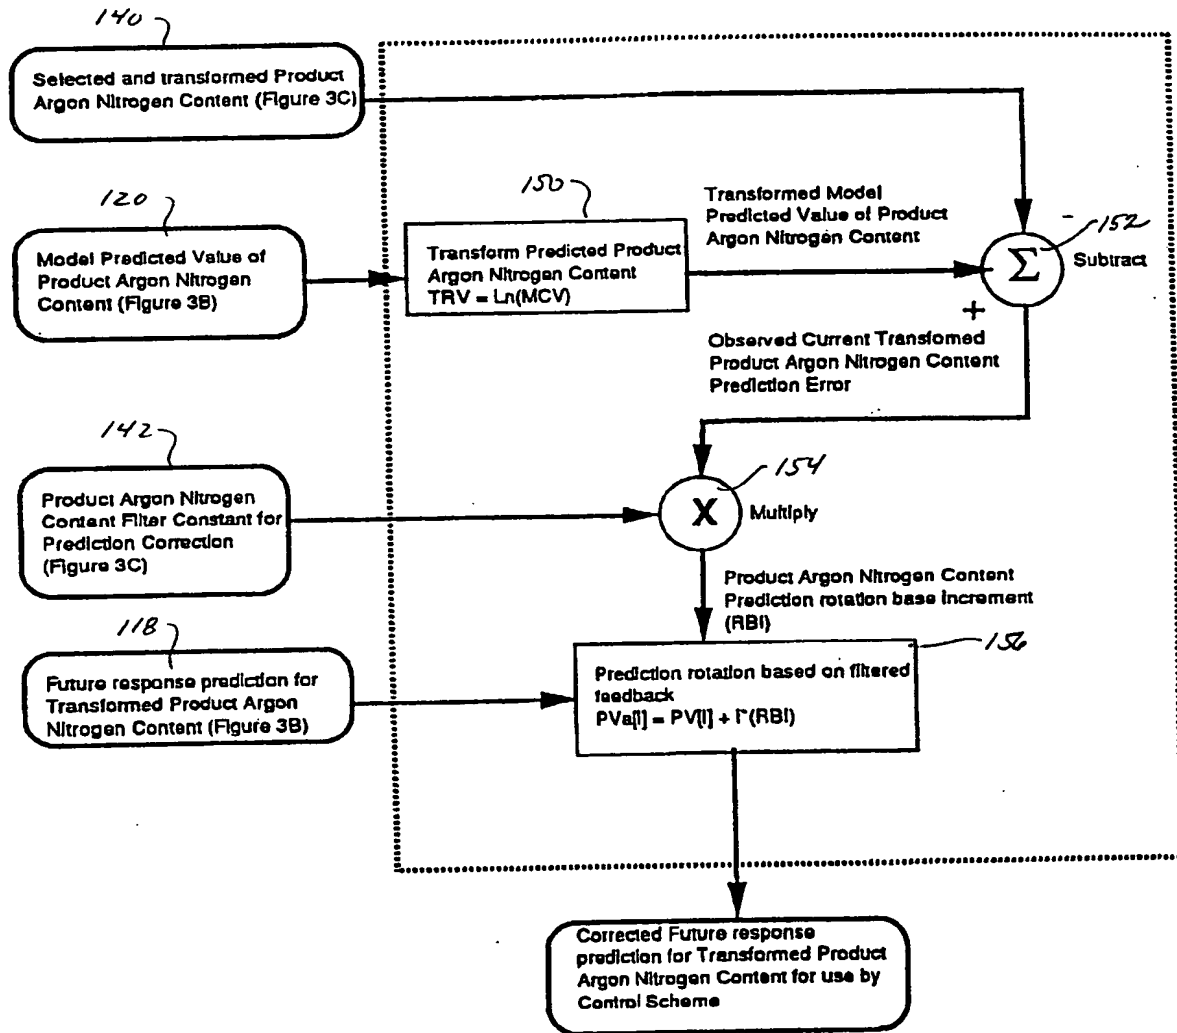 140
Selected and transformed Product
Argon Nitrogen Content (Figure 3C)
120
Model Predicted Value of
Product Argon Nitrogen
Content (Figure 3B)
150
Transform Predicted Product
Argon Nitrogen Content
TRV = Ln(MCV)
Transformed Model
Predicted Value of Product
Argon Nitrogen Content
152
Σ
Subtract
+
Observed Current Transfomed
Product Argon Nitrogen Content
Prediction Error
142
Product Argon Nitrogen
Content Filter Constant for
Prediction Correction
(Figure 3C)
154
X
Multiply
Product Argon Nitrogen Content
Prediction rotation base increment
(RBI)
118
Future response prediction for
Transformed Product Argon
Nitrogen Content (Figure 3B)
156
Prediction rotation based on filtered
feedback
PVa[i] = PV[i] + i*(RBI)
Corrected Future response
prediction for Transformed Product
Argon Nitrogen Content for use by
Control Scheme